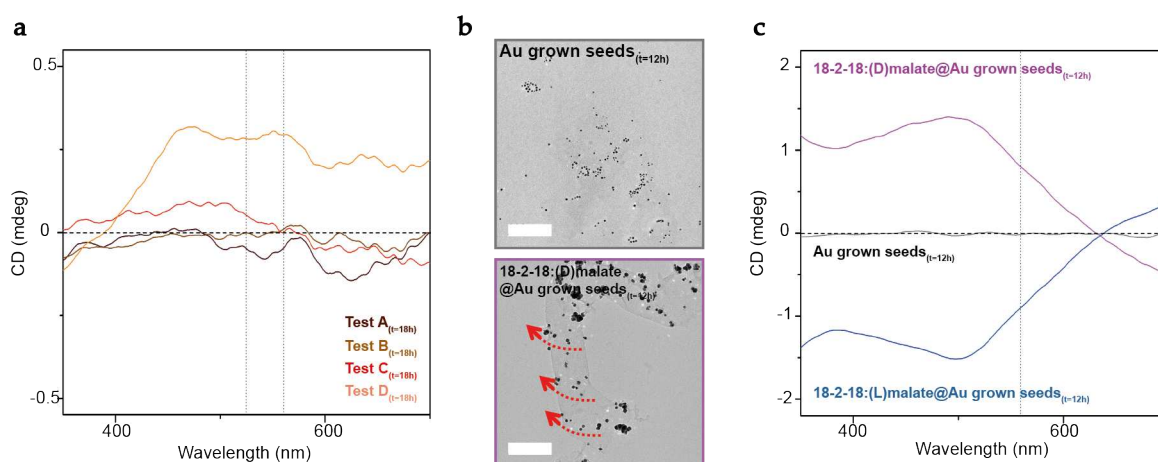 a
0.5
0
-0.5
CD (mdeg)
400
600
Wavelength (nm)
Test A(t=18h)
Test B(t=18h)
Test C(t=18h)
Test D(t=18h)
b
Au grown seeds(t=12h)
18-2-18:(D)malate
@Au grown seeds(t=12h)
c
2
1
0
-1
-2
CD (mdeg)
400
600
Wavelength (nm)
18-2-18:(D)malate@Au grown seeds(t=12h)
Au grown seeds(t=12h)
18-2-18:(L)malate@Au grown seeds(t=12h)